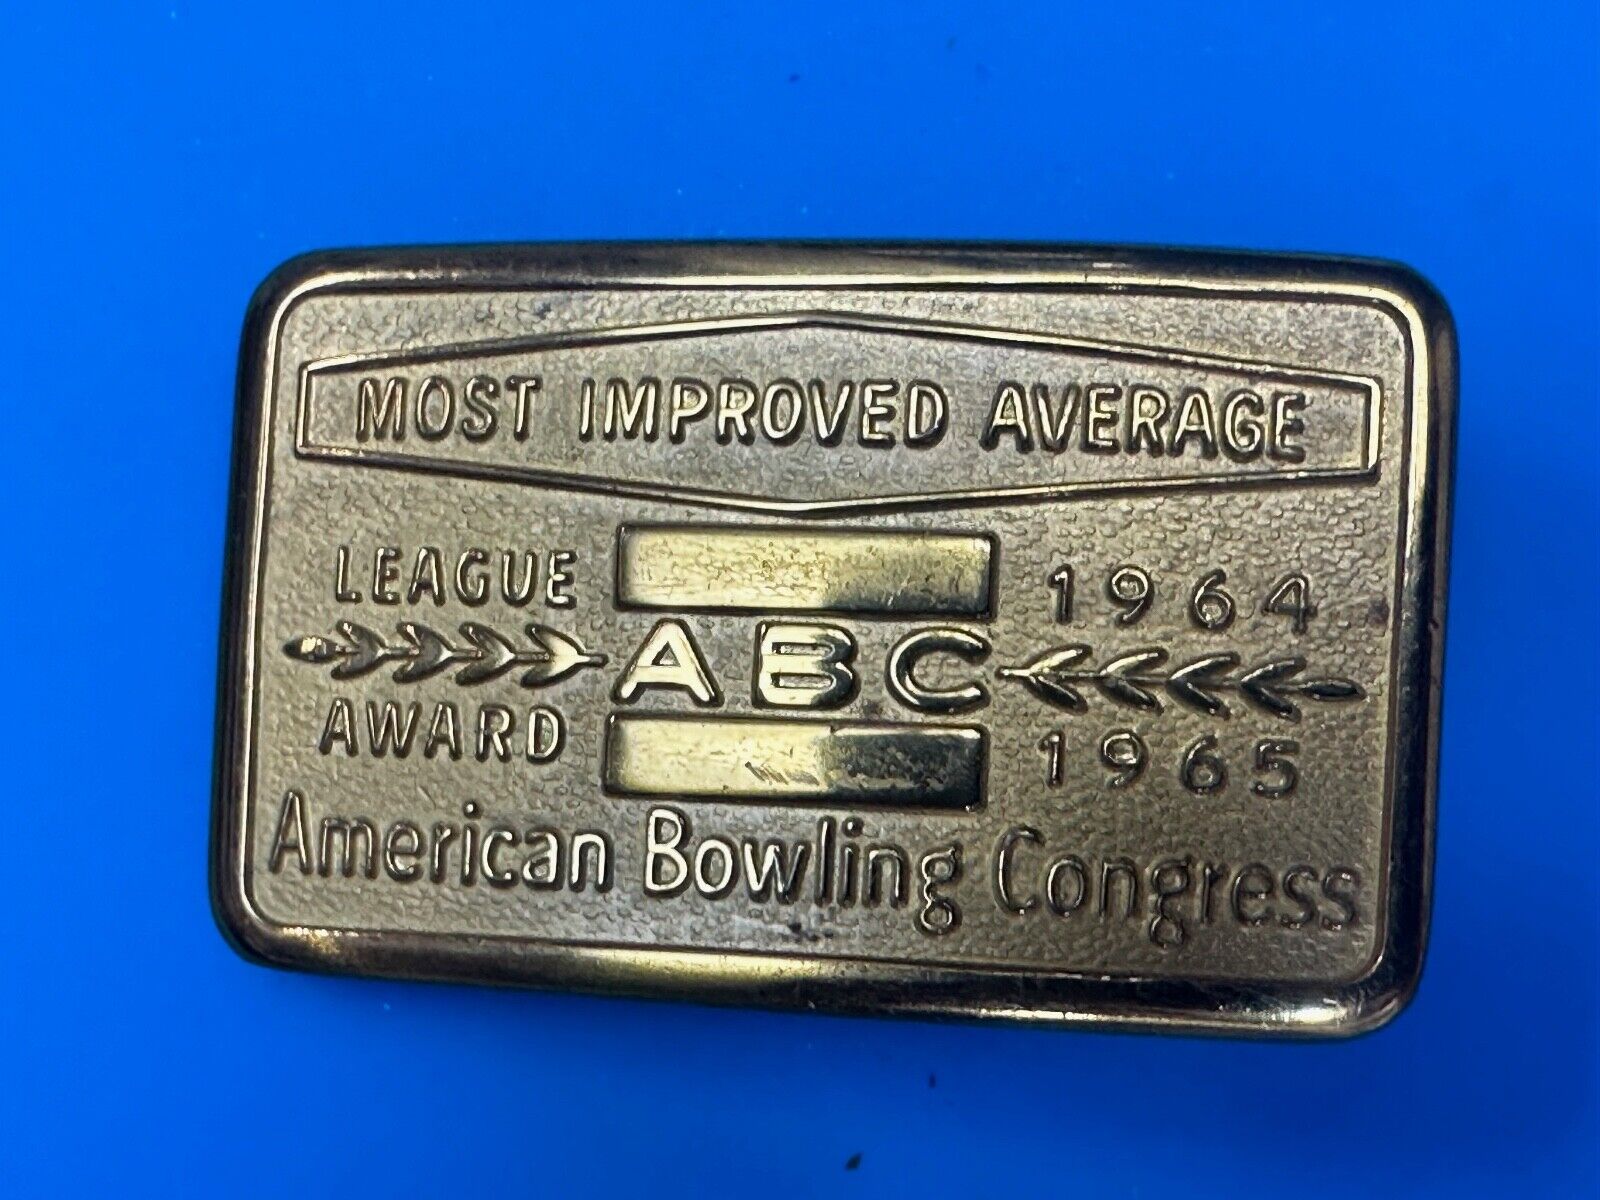 MOST IMPROVED AVERAGE
LEAGUE 1964
ABC
AWARD 1965
American Bowling Congress